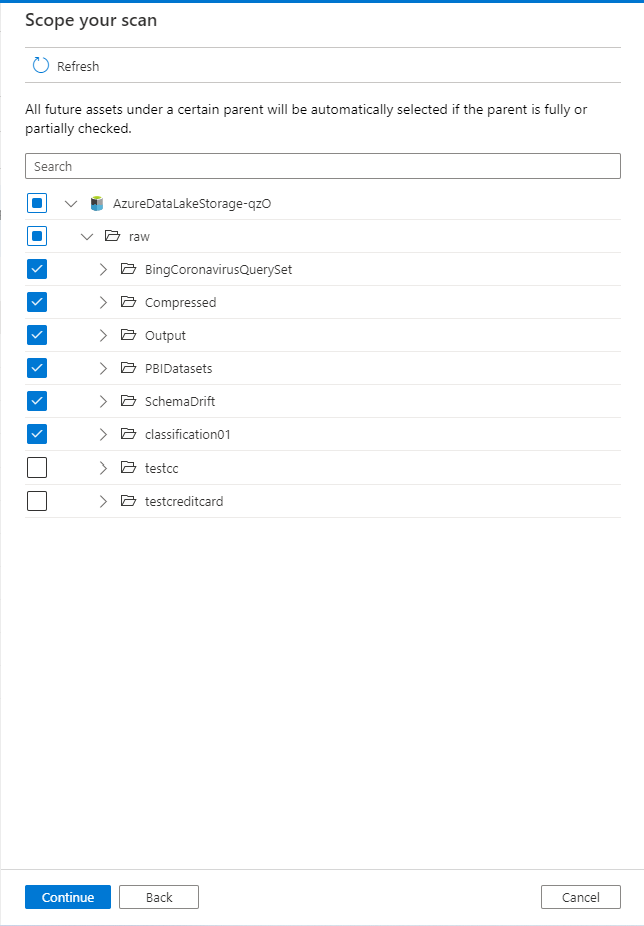 Scope your scan
Refresh
All future assets under a certain parent will be automatically selected if the parent is fully or
partially checked.
Search
AzureDataLakeStorage-qzO
raw
BingCoronavirusQuerySet
Compressed
Output
PBIDatasets
SchemaDrift
classification01
testcc
testcreditcard
Continue
Back
Cancel